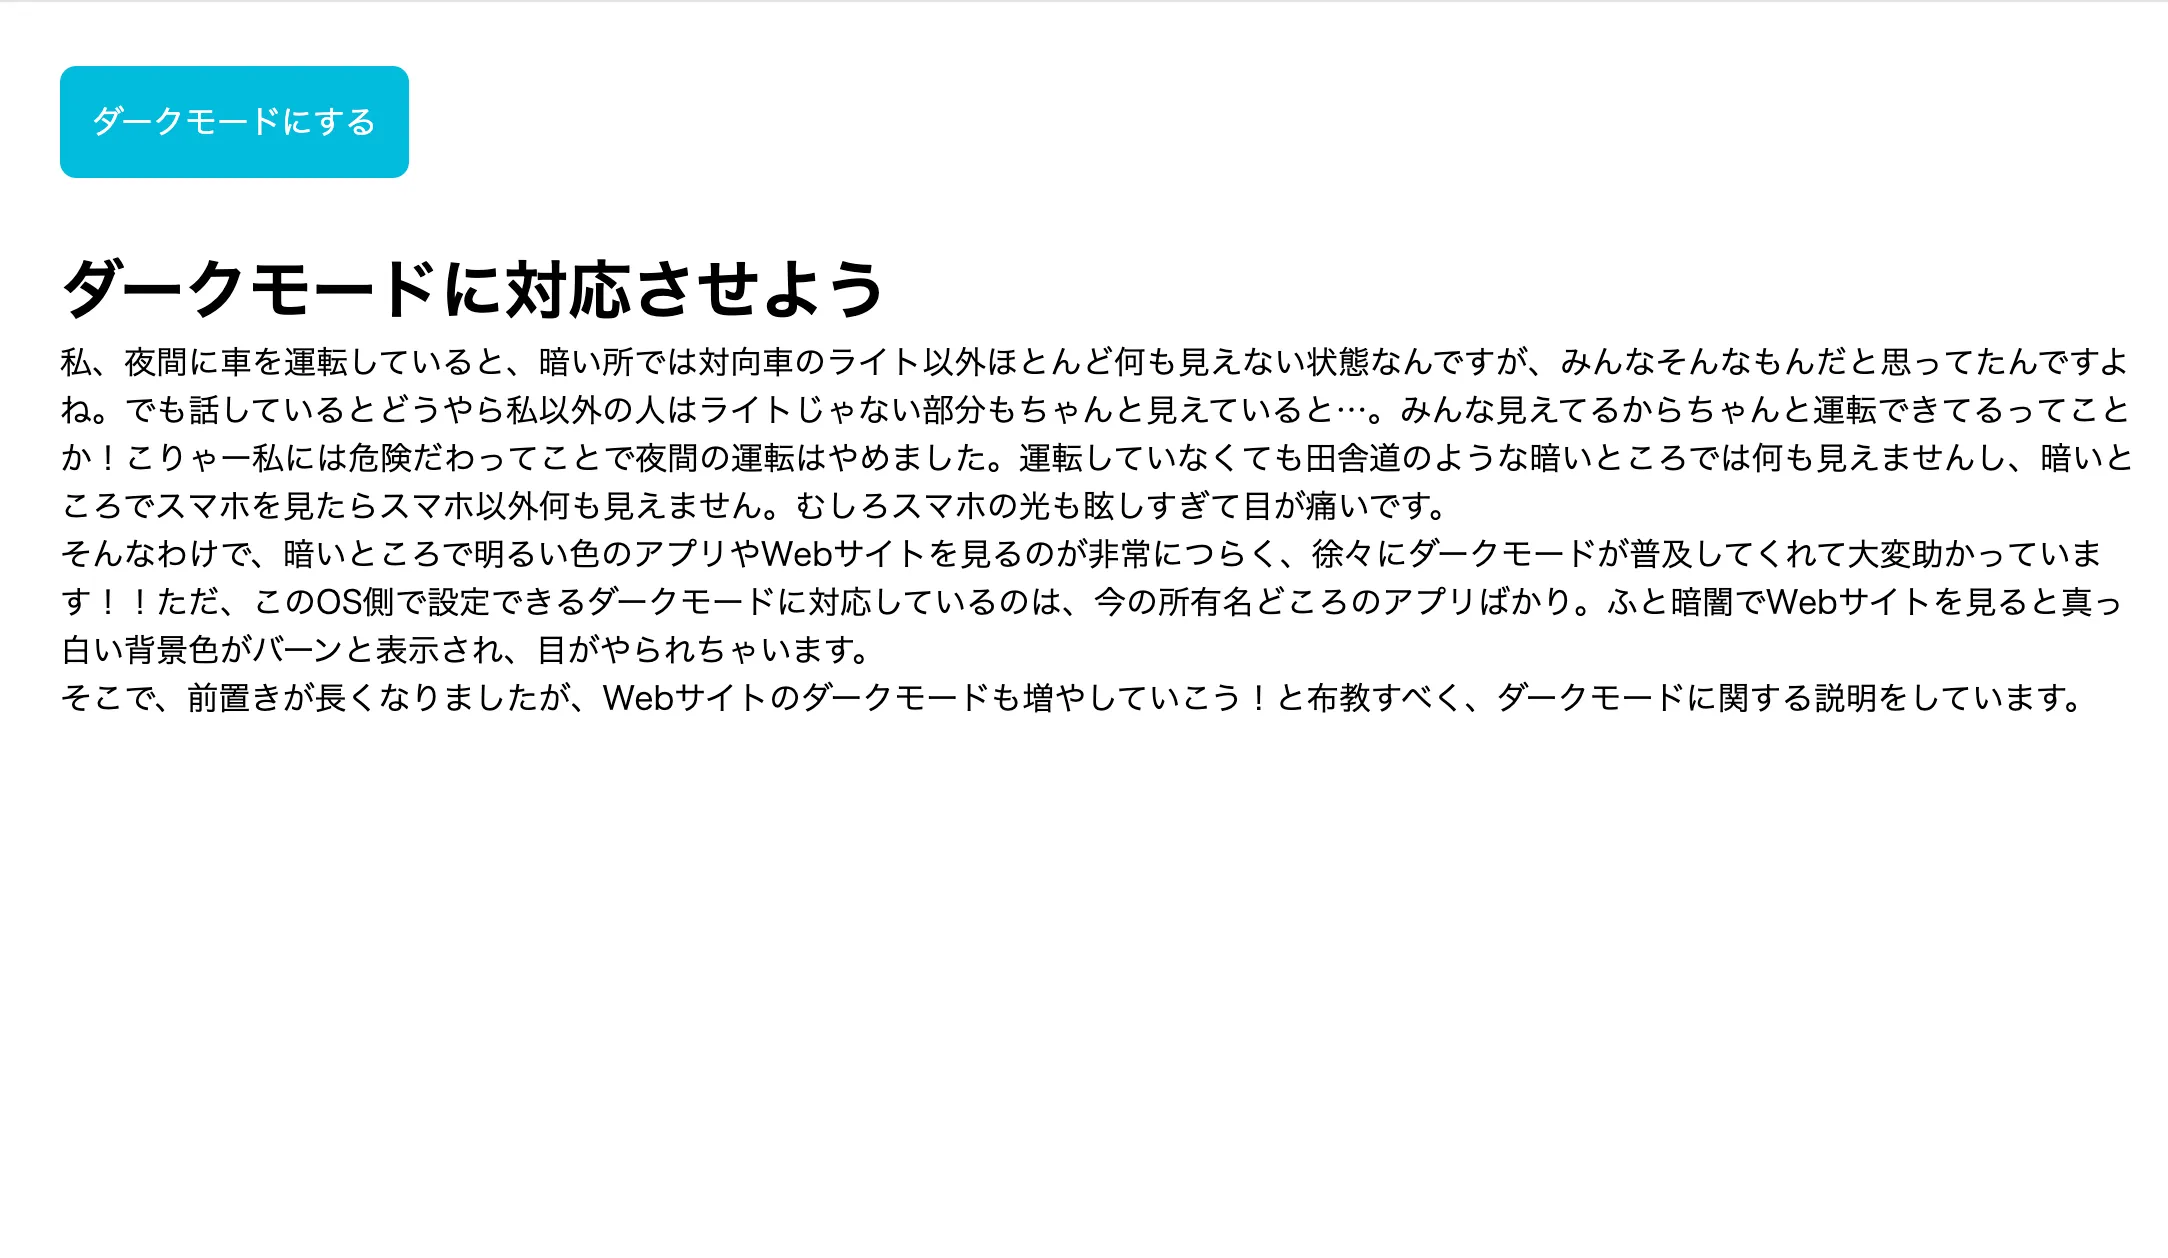 ダークモードにする
ダークモードに対応させよう
私、夜間に車を運転していると、暗い所では対向車のライト以外ほとんど何も見えない状態なんですが、みんなそんなもんだと思ってたんですよ
ね。でも話しているとどうやら私以外の人はライトじゃない部分もちゃんと見えていると…。みんな見えてるからちゃんと運転できてるってこと
か！こりゃー私には危険だわってことで夜間の運転はやめました。運転していなくても田舎道のような暗いところでは何も見えませんし、暗いと
ころでスマホを見たらスマホ以外何も見えません。むしろスマホの光も眩しすぎて目が痛いです。
そんなわけで、暗いところで明るい色のアプリやWebサイトを見るのが非常につらく、徐々にダークモードが普及してくれて大変助かっていま
す！！ただ、このOS側で設定できるダークモードに対応しているのは、今の所有名どころのアプリばかり。ふと暗闇でWebサイトを見ると真っ
白い背景色がバーンと表示され、目がやられちゃいます。
そこで、前置きが長くなりましたが、Webサイトのダークモードも増やしていこう！と布教すべく、ダークモードに関する説明をしています。